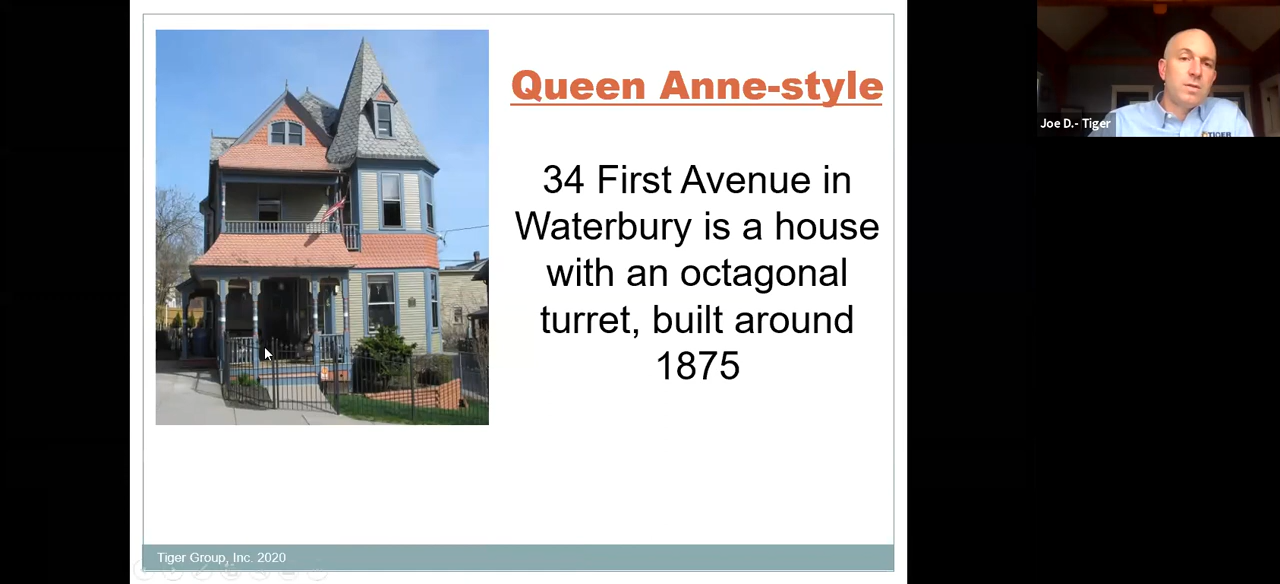 Queen Anne-style
34 First Avenue in
Waterbury is a house
with an octagonal
turret, built around
1875
Tiger Group, Inc. 2020
Joe D.- Tiger
TIGER